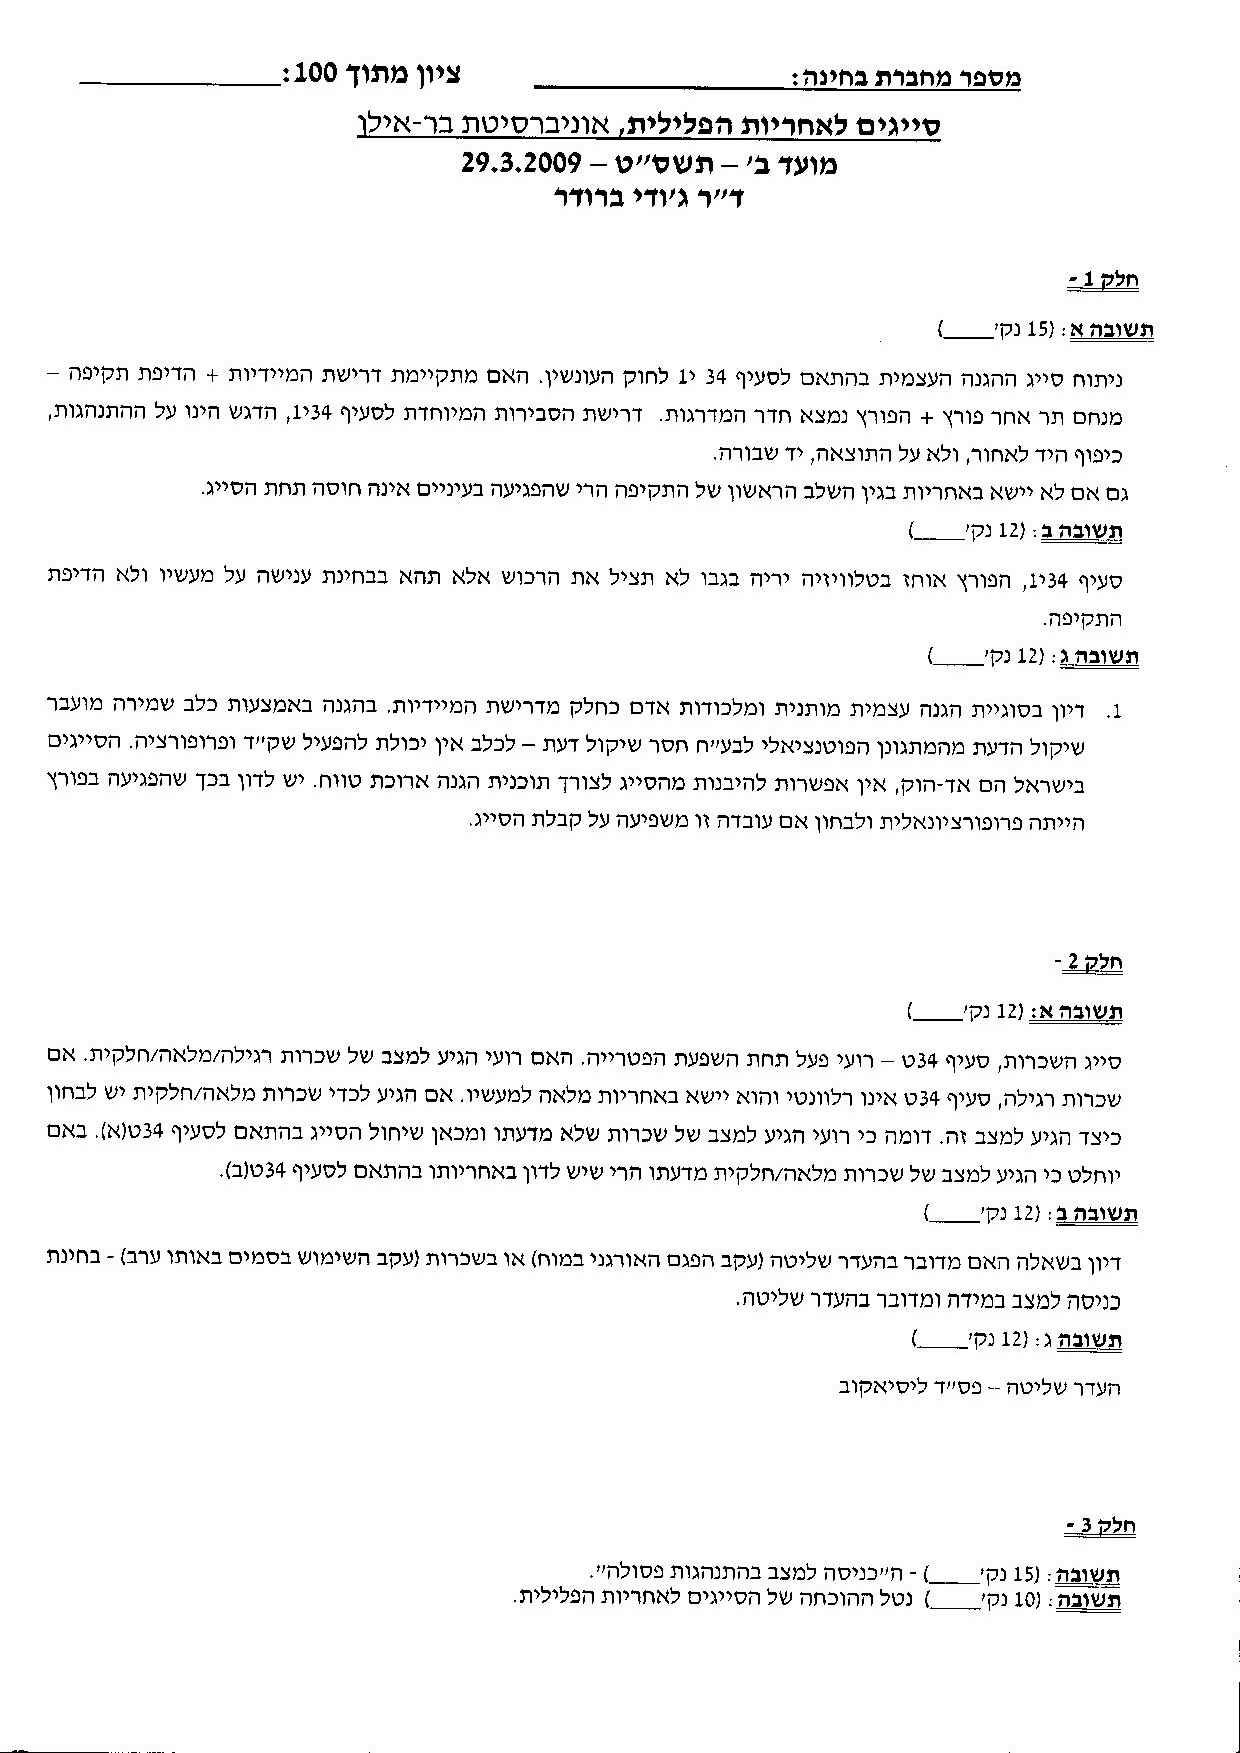 מספר מחברת בחינה: ____________________ ציון מתוך 100: ________________
סייגים לאחריות הפלילית, אוניברסיטת בר-אילן
מועד ב' – תשס"ט – 29.3.2009
ד"ר ג'ודי ברודר
חלק 1 -
תשובה א: (15 נק' ____)
ניתוח סייג ההגנה העצמית בהתאם לסעיף 34 י1 לחוק העונשין. האם מתקיימת דרישת המיידיות + הדיפת תקיפה –
מנחם תר אחר פורץ + הפורץ נמצא חדר המדרגות. דרישת הסבירות המיוחדת לסעיף 34י1, הדגש הינו על ההתנהגות,
כיפוף היד לאחור, ולא על התוצאה, יד שבורה.
גם אם לא יישא באחריות בגין השלב הראשון של התקיפה הרי שהפגיעה בעיניים אינה חוסה תחת הסייג.
תשובה ב: (12 נק' ____)
סעיף 34י1, הפורץ אוחז בטלוויזיה יריה בגבו לא תציל את הרכוש אלא תהא בבחינת ענישה על מעשיו ולא הדיפת
התקיפה.
תשובה ג: (12 נק' ____)
1. דיון בסוגיית הגנה עצמית מותנית ומלכודות אדם כחלק מדרישת המיידיות. בהגנה באמצעות כלב שמירה מועבר
שיקול הדעת מהמתגונן הפוטנציאלי לבע"ח חסר שיקול דעת – לכלב אין יכולת להפעיל שק"ד ופרופורציה. הסייגים
בישראל הם אד-הוק, אין אפשרות להיבנות מהסייג לצורך תוכנית הגנה ארוכת טווח. יש לדון בכך שהפגיעה בפורץ
הייתה פרופורציונאלית ולבחון אם עובדה זו משפיעה על קבלת הסייג.
חלק 2 -
תשובה א: (12 נק' ____)
סייג השכרות, סעיף 34ט – רועי פעל תחת השפעת הפטרייה. האם רועי הגיע למצב של שכרות רגילה/מלאה/חלקית. אם
שכרות רגילה, סעיף 34ט אינו רלוונטי והוא יישא באחריות מלאה למעשיו. אם הגיע לכדי שכרות מלאה/חלקית יש לבחון
כיצד הגיע למצב זה. דומה כי רועי הגיע למצב של שכרות שלא מדעתו ומכאן שיחול הסייג בהתאם לסעיף 34ט(א). באם
יוחלט כי הגיע למצב של שכרות מלאה/חלקית מדעתו הרי שיש לדון באחריותו בהתאם לסעיף 34ט(ב).
תשובה ב: (12 נק' ____)
דיון בשאלה האם מדובר בהעדר שליטה (עקב הפגם האורגני במוח) או בשכרות (עקב השימוש בסמים באותו ערב) - בחינת
כניסה למצב במידה ומדובר בהעדר שליטה.
תשובה ג: (12 נק' ____)
העדר שליטה – פס"ד ליסיאקוב
חלק 3 -
תשובה: (15 נק' ____) - ה"כניסה למצב בהתנהגות פסולה".
תשובה: (10 נק' ____) נטל ההוכחה של הסייגים לאחריות הפלילית.